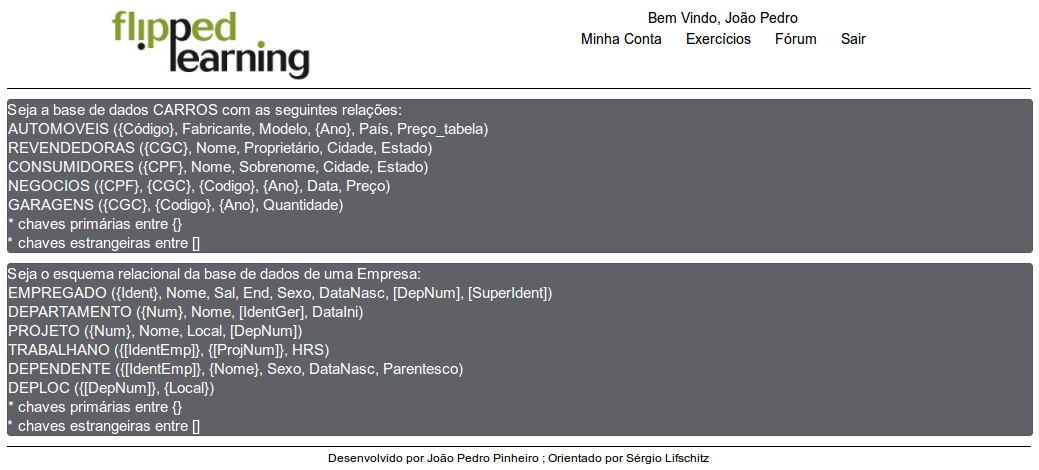 flipped
learning
Bem Vindo, João Pedro
Minha Conta Exercícios Fórum Sair
Seja a base de dados CARROS com as seguintes relações:
AUTOMOVEIS ({Código}, Fabricante, Modelo, {Ano}, País, Preço_tabela)
REVENDEDORAS ({CGC}, Nome, Proprietário, Cidade, Estado)
CONSUMIDORES ({CPF}, Nome, Sobrenome, Cidade, Estado)
NEGOCIOS ({CPF}, {CGC}, {Codigo}, {Ano}, Data, Preço)
GARAGENS ({CGC}, {Codigo}, {Ano}, Quantidade)
* chaves primárias entre {}
* chaves estrangeiras entre []
Seja o esquema relacional da base de dados de uma Empresa:
EMPREGADO ({Ident}, Nome, Sal, End, Sexo, DataNasc, [DepNum], [SuperIdent])
DEPARTAMENTO ({Num}, Nome, [IdentGer], DataIni)
PROJETO ({Num}, Nome, Local, [DepNum])
TRABALHANO ({[IdentEmp]}, {[ProjNum]}, HRS)
DEPENDENTE ({[IdentEmp]}, {Nome}, Sexo, DataNasc, Parentesco)
DEPLOC ({[DepNum]}, {Local})
* chaves primárias entre {}
* chaves estrangeiras entre []
Desenvolvido por João Pedro Pinheiro ; Orientado por Sérgio Lifschitz